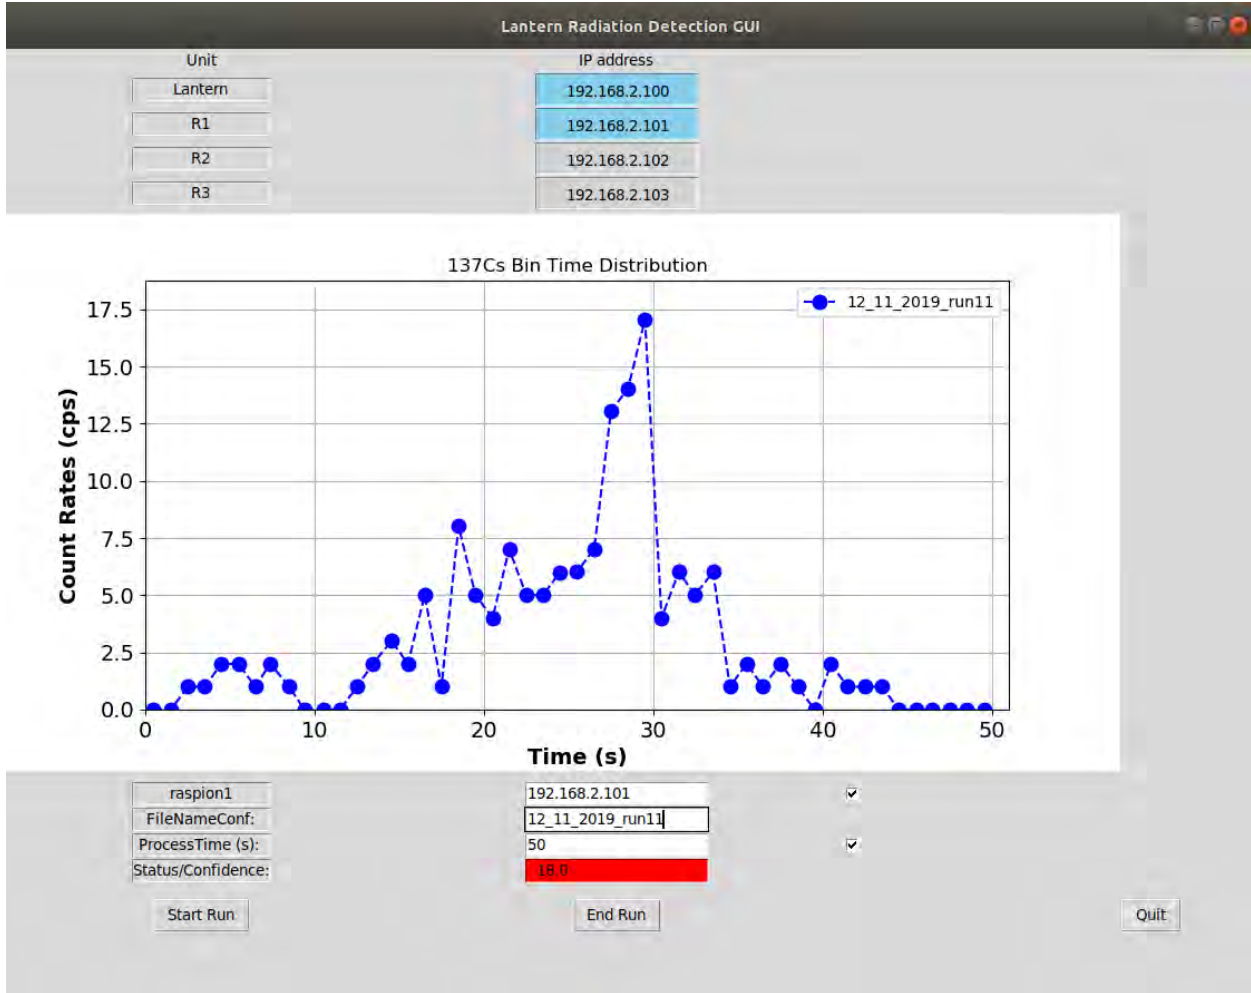 Lantern Radiation Detection GUI
Unit IP address
Lantern 192.168.2.100
R1 192.168.2.101
R2 192.168.2.102
R3 192.168.2.103
137Cs Bin Time Distribution
12_11_2019_run11
17.5
15.0
12.5
10.0
7.5
5.0
2.5
0.0
Count Rates (cps)
0 10 20 30 40 50
Time (s)
raspion1 192.168.2.101
FileNameConf: 12_11_2019_run11
ProcessTime (s): 50
Status/Confidence: 18.0
Start Run End Run Quit